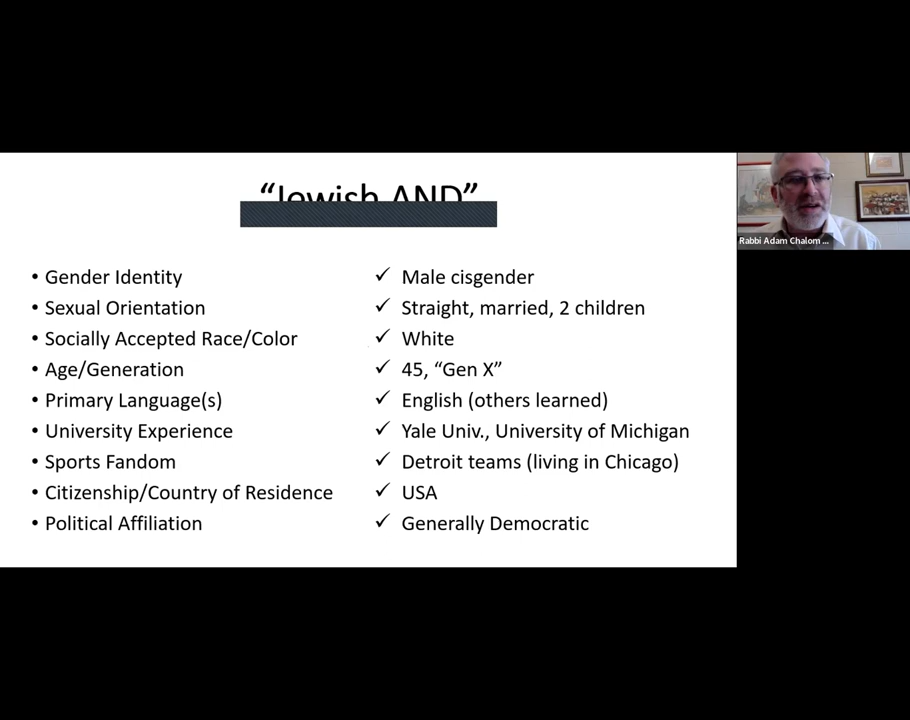 “Jewish AND”
• Gender Identity
✓ Male cisgender
• Sexual Orientation
✓ Straight, married, 2 children
• Socially Accepted Race/Color
✓ White
• Age/Generation
✓ 45, “Gen X”
• Primary Language(s)
✓ English (others learned)
• University Experience
✓ Yale Univ., University of Michigan
• Sports Fandom
✓ Detroit teams (living in Chicago)
• Citizenship/Country of Residence
✓ USA
• Political Affiliation
✓ Generally Democratic
Rabbi Adam Chalom ...